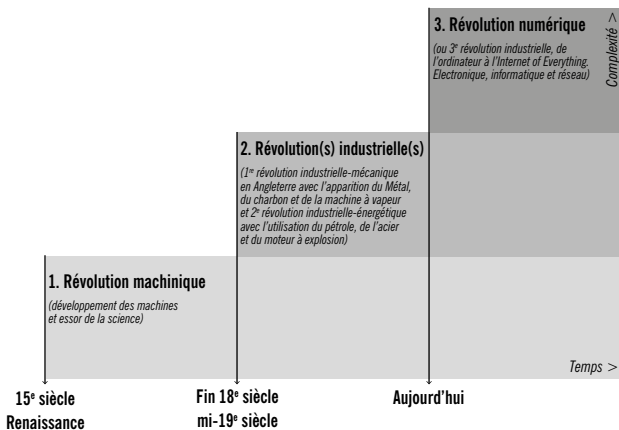 3. Révolution numérique
(ou 3e révolution industrielle, de
l'ordinateur à l'Internet of Everything.
Electronique, informatique et réseau)
Complexité >
2. Révolution(s) industrielle(s)
(1re révolution industrielle-mécanique
en Angleterre avec l'apparition du Métal,
du charbon et de la machine à vapeur
et 2e révolution industrielle-énergétique
avec l'utilisation du pétrole, de l'acier
et du moteur à explosion)
1. Révolution machinique
(développement des machines
et essor de la science)
Temps >
15e siècle
Renaissance
Fin 18e siècle
mi-19e siècle
Aujourd'hui